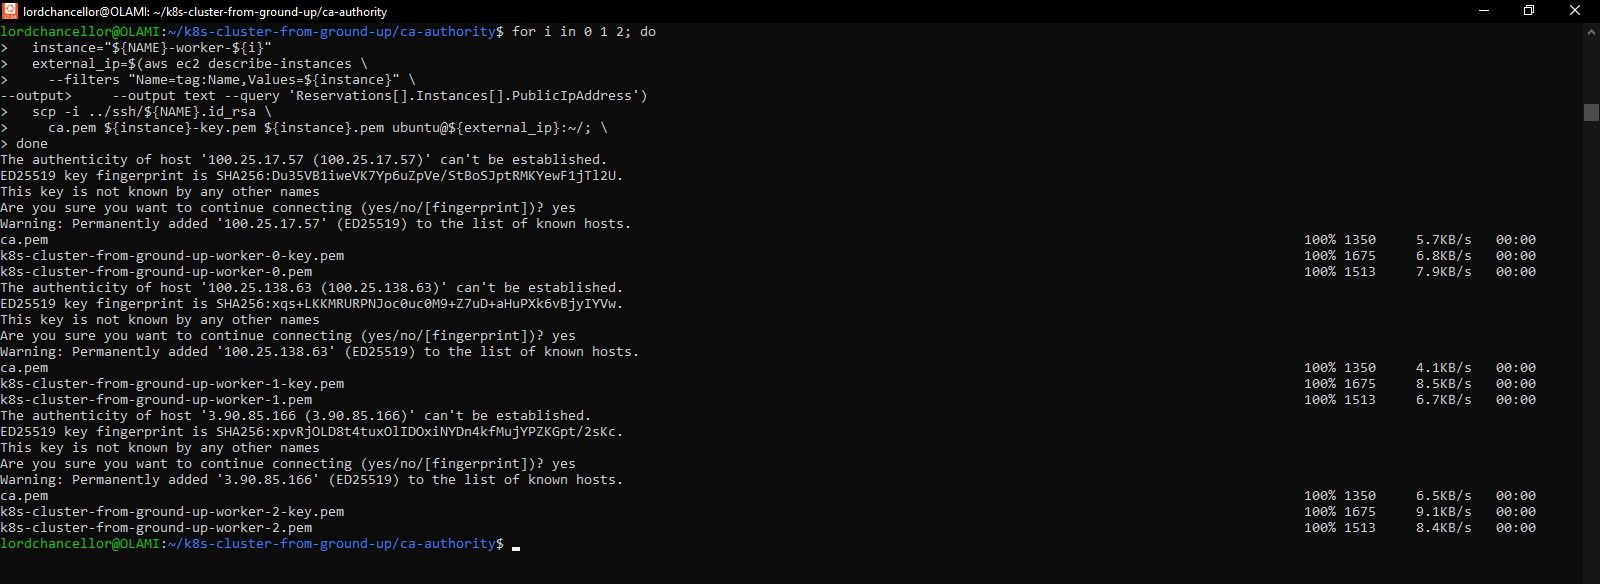 lordchancellor@OLAMI: ~/k8s-cluster-from-ground-up/ca-authority
lordchancellor@OLAMI:~/k8s-cluster-from-ground-up/ca-authority$ for i in 0 1 2; do
>   instance="${NAME}-worker-${i}"
>   external_ip=$(aws ec2 describe-instances \
>     --filters "Name=tag:Name,Values=${instance}" \
--output>     --output text --query 'Reservations[].Instances[].PublicIpAddress')
>   scp -i ../ssh/${NAME}.id_rsa \
>     ca.pem ${instance}-key.pem ${instance}.pem ubuntu@${external_ip}:~/; \
> done
The authenticity of host '100.25.17.57 (100.25.17.57)' can't be established.
ED25519 key fingerprint is SHA256:Du35VB1iweVK7Yp6uZpVe/StBoSJptRMKYewF1jTl2U.
This key is not known by any other names
Are you sure you want to continue connecting (yes/no/[fingerprint])? yes
Warning: Permanently added '100.25.17.57' (ED25519) to the list of known hosts.
ca.pem 100% 1350 5.7KB/s 00:00
k8s-cluster-from-ground-up-worker-0-key.pem 100% 1675 6.8KB/s 00:00
k8s-cluster-from-ground-up-worker-0.pem 100% 1513 7.9KB/s 00:00
The authenticity of host '100.25.138.63 (100.25.138.63)' can't be established.
ED25519 key fingerprint is SHA256:xqs+LKKMRURPNJoc0uc0M9+Z7uD+aHuPXk6vBjyIYVw.
This key is not known by any other names
Are you sure you want to continue connecting (yes/no/[fingerprint])? yes
Warning: Permanently added '100.25.138.63' (ED25519) to the list of known hosts.
ca.pem 100% 1350 4.1KB/s 00:00
k8s-cluster-from-ground-up-worker-1-key.pem 100% 1675 8.5KB/s 00:00
k8s-cluster-from-ground-up-worker-1.pem 100% 1513 6.7KB/s 00:00
The authenticity of host '3.90.85.166 (3.90.85.166)' can't be established.
ED25519 key fingerprint is SHA256:xpvRjOLD8t4tuxOlIDOxiNYDn4kfMujYPZKGpt/2sKc.
This key is not known by any other names
Are you sure you want to continue connecting (yes/no/[fingerprint])? yes
Warning: Permanently added '3.90.85.166' (ED25519) to the list of known hosts.
ca.pem 100% 1350 6.5KB/s 00:00
k8s-cluster-from-ground-up-worker-2-key.pem 100% 1675 9.1KB/s 00:00
k8s-cluster-from-ground-up-worker-2.pem 100% 1513 8.4KB/s 00:00
lordchancellor@OLAMI:~/k8s-cluster-from-ground-up/ca-authority$